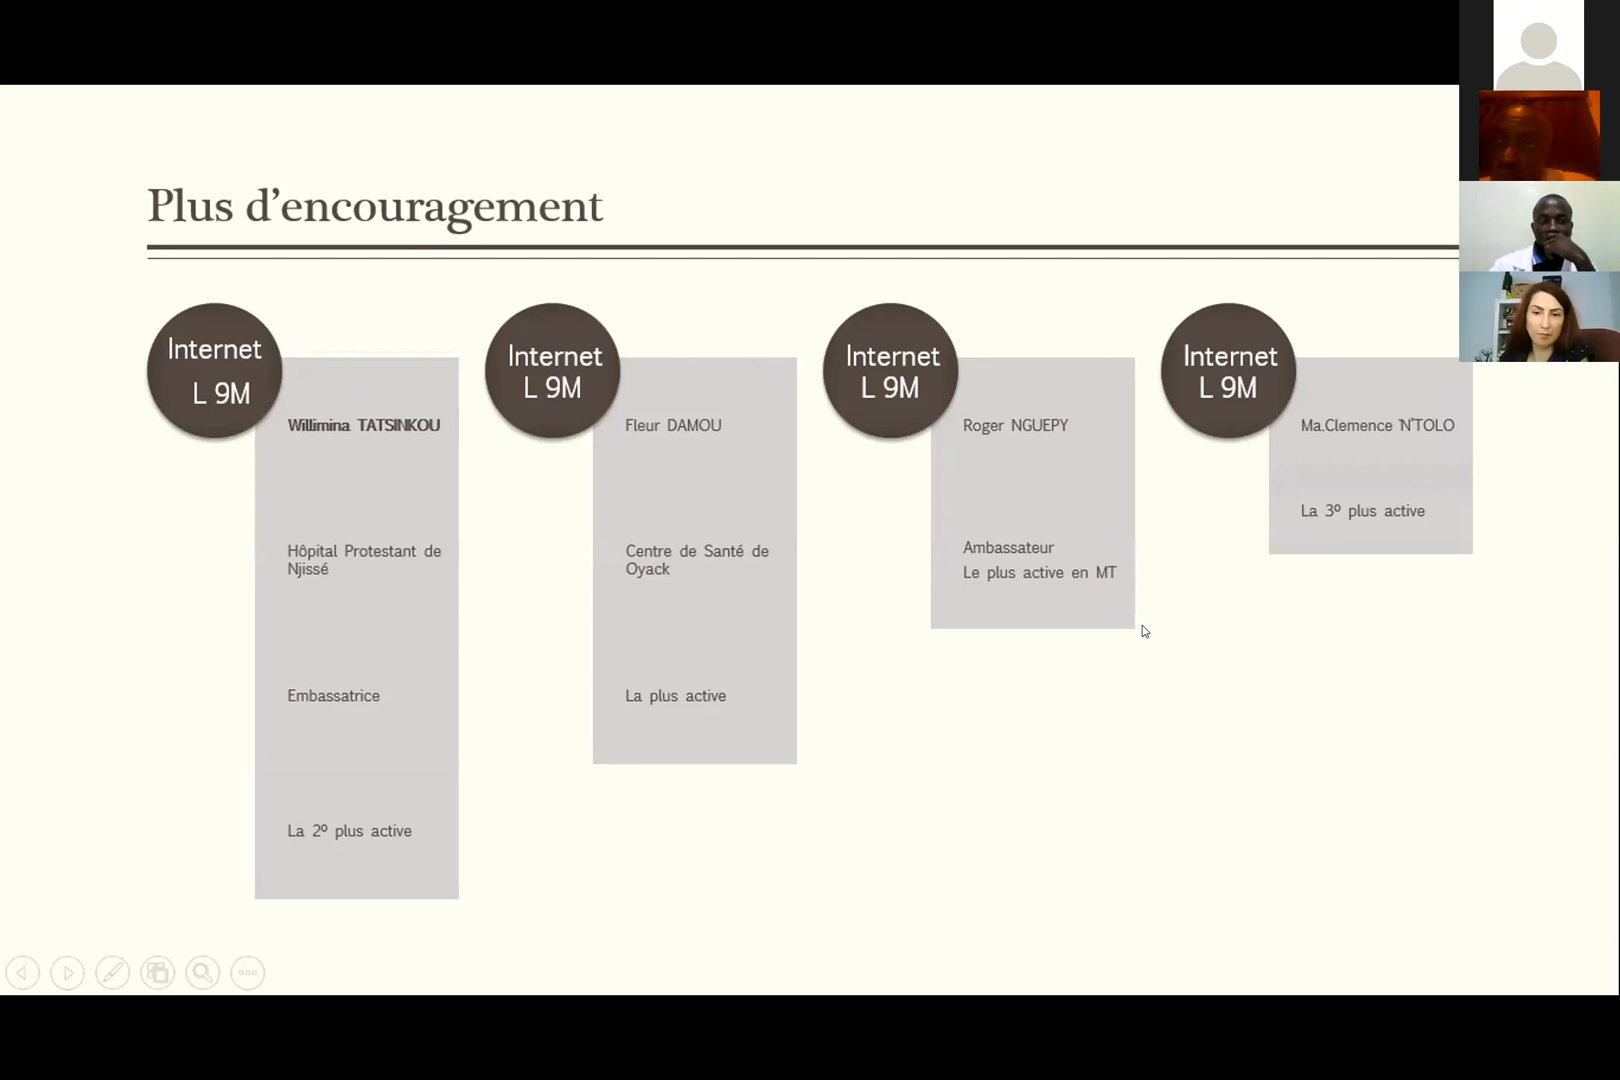 Plus d’encouragement
Internet
L 9M
Willimina TATSINKOU
Hôpital Protestant de
Njissé
Embassatrice
La 2º plus active
Internet
L 9M
Fleur DAMOU
Centre de Santé de
Oyack
La plus active
Internet
L 9M
Roger NGUEPY
Ambassateur
Le plus active en MT
Internet
L 9M
Ma.Clemence ‘N’TOLO
La 3º plus active